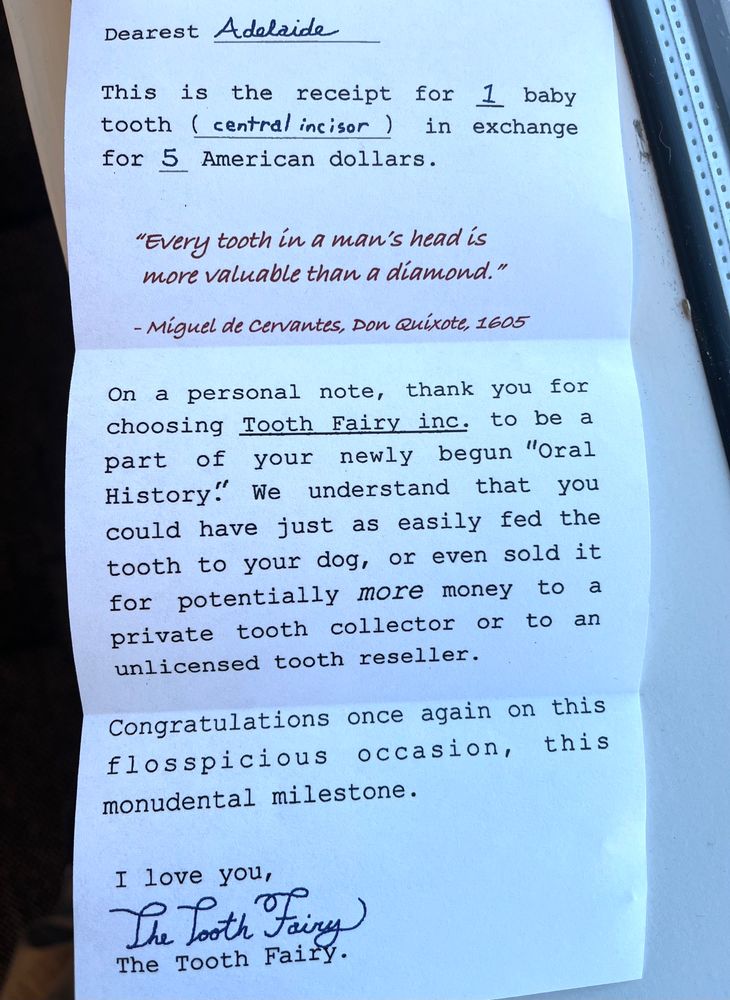 Dearest Adelaide
This is the receipt for 1 baby
tooth ( central incisor ) in exchange
for 5 American dollars.
“Every tooth in a man’s head is
more valuable than a diamond.”
- Miguel de Cervantes, Don Quixote, 1605
On a personal note, thank you for
choosing Tooth Fairy inc. to be a
part of your newly begun "Oral
History." We understand that you
could have just as easily fed the
tooth to your dog, or even sold it
for potentially more money to a
private tooth collector or to an
unlicensed tooth reseller.
Congratulations once again on this
flosspicious occasion, this
monudental milestone.
I love you,
The Tooth Fairy
The Tooth Fairy.